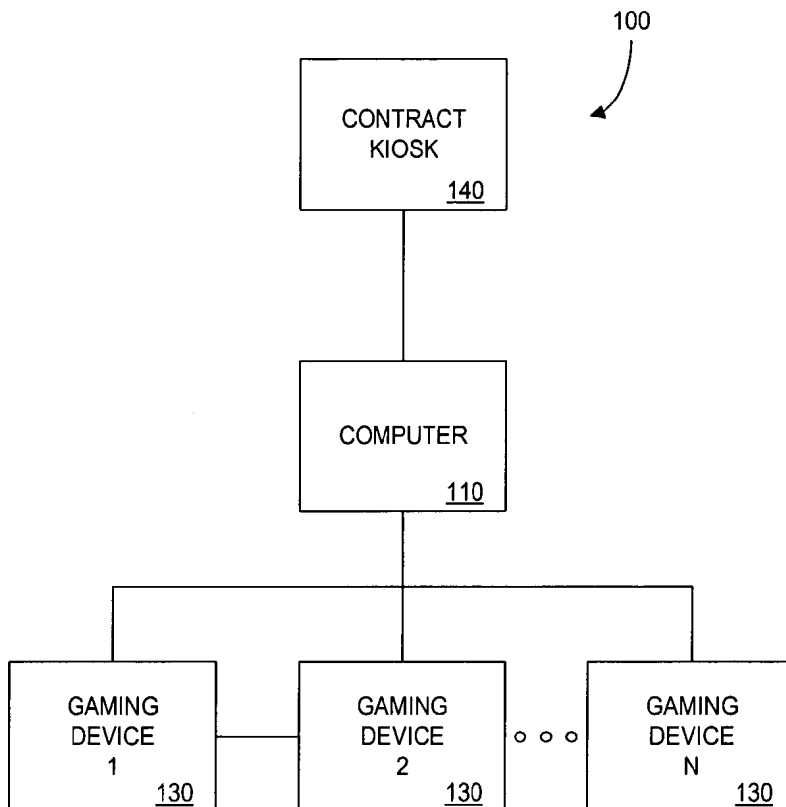 100
CONTRACT
KIOSK
140
COMPUTER
110
GAMING
DEVICE
1
130
GAMING
DEVICE
2
130
GAMING
DEVICE
N
130